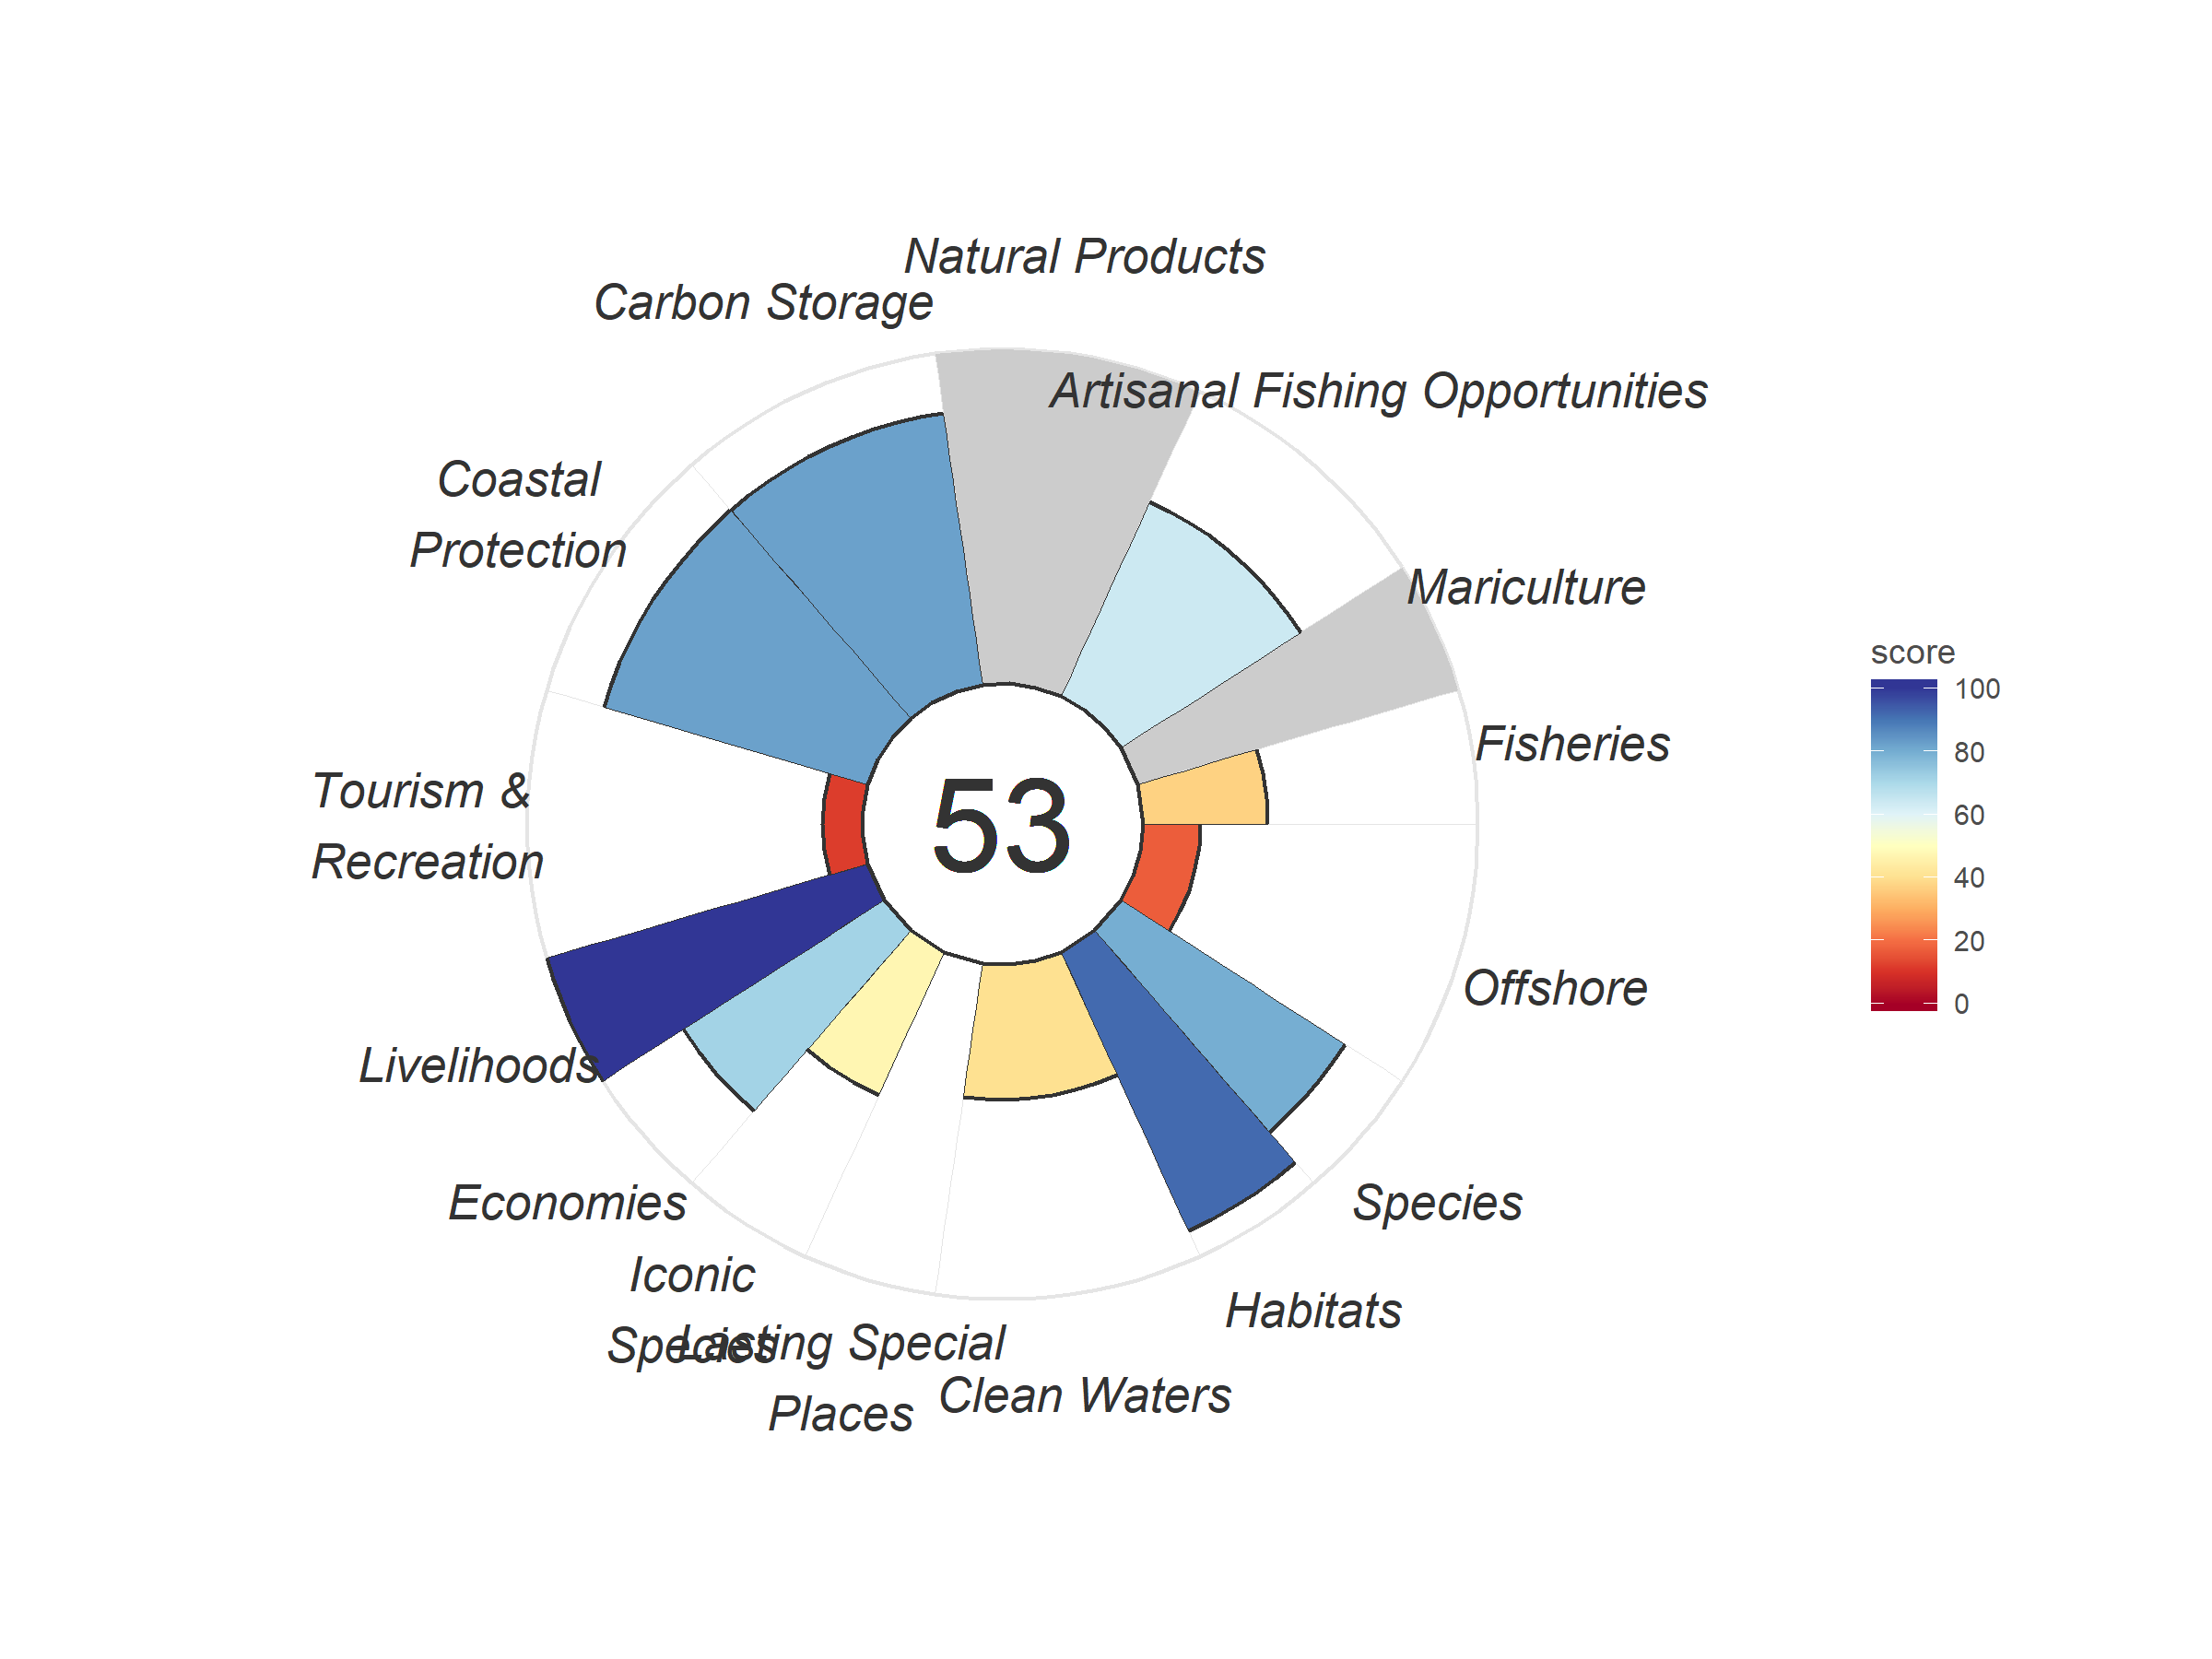 Natural Products
Carbon Storage
Artisanal Fishing Opportunities
Coastal
Protection
Mariculture
Fisheries
Tourism &
Recreation
53
Offshore
Livelihoods
Economies
Species
Iconic
Species
Habitats
Lasting Special
Places
Clean Waters
score
100
80
60
40
20
0